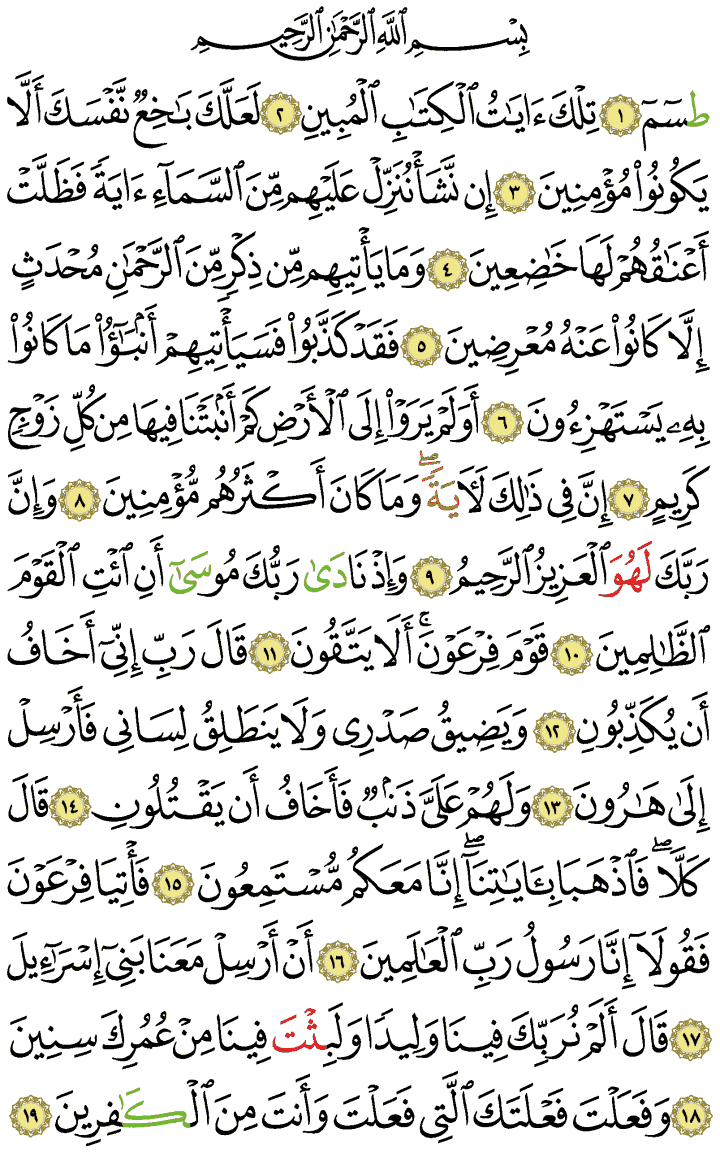 بِسْمِ ٱللَّهِ ٱلرَّحْمَٰنِ ٱلرَّحِيمِ
طسٓمٓ ١ تِلْكَ ءَايَٰتُ ٱلْكِتَٰبِ ٱلْمُبِينِ ٢ لَعَلَّكَ بَٰخِعٌ نَّفْسَكَ أَلَّا
يَكُونُوا۟ مُؤْمِنِينَ ٣ إِن نَّشَأْ نُنَزِّلْ عَلَيْهِم مِّنَ ٱلسَّمَآءِ ءَايَةً فَظَلَّتْ
أَعْنَٰقُهُمْ لَهَا خَٰضِعِينَ ٤ وَمَا يَأْتِيهِم مِّن ذِكْرٍ مِّنَ ٱلرَّحْمَٰنِ مُحْدَثٍ
إِلَّا كَانُوا۟ عَنْهُ مُعْرِضِينَ ٥ فَقَدْ كَذَّبُوا۟ فَسَيَأْتِيهِمْ أَنۢبَٰٓؤُا۟ مَا كَانُوا۟
بِهِۦ يَسْتَهْزِءُونَ ٦ أَوَلَمْ يَرَوْا۟ إِلَى ٱلْأَرْضِ كَمْ أَنۢبَتْنَا فِيهَا مِن كُلِّ زَوْجٍ
كَرِيمٍ ٧ إِنَّ فِى ذَٰلِكَ لَءَايَةً ۖ وَمَا كَانَ أَكْثَرُهُم مُّؤْمِنِينَ ٨ وَإِنَّ
رَبَّكَ لَهُوَ ٱلْعَزِيزُ ٱلرَّحِيمُ ٩ وَإِذْ نَادَىٰ رَبُّكَ مُوسَىٰٓ أَنِ ٱئْتِ ٱلْقَوْمَ
ٱلظَّٰلِمِينَ ١٠ قَوْمَ فِرْعَوْنَ ۚ أَلَا يَتَّقُونَ ١١ قَالَ رَبِّ إِنِّىٓ أَخَافُ
أَن يُكَذِّبُونِ ١٢ وَيَضِيقُ صَدْرِى وَلَا يَنطَلِقُ لِسَانِى فَأَرْسِلْ
إِلَىٰ هَٰرُونَ ١٣ وَلَهُمْ عَلَىَّ ذَنۢبٌ فَأَخَافُ أَن يَقْتُلُونِ ١٤ قَالَ
كَلَّا ۖ فَٱذْهَبَا بِـَٔايَٰتِنَآ ۖ إِنَّا مَعَكُم مُّسْتَمِعُونَ ١٥ فَأْتِيَا فِرْعَوْنَ
فَقُولَآ إِنَّا رَسُولُ رَبِّ ٱلْعَٰلَمِينَ ١٦ أَنْ أَرْسِلْ مَعَنَا بَنِىٓ إِسْرَٰٓءِيلَ
١٧ قَالَ أَلَمْ نُرَبِّكَ فِينَا وَلِيدًا وَلَبِثْتَ فِينَا مِنْ عُمُرِكَ سِنِينَ
١٨ وَفَعَلْتَ فَعْلَتَكَ ٱلَّتِى فَعَلْتَ وَأَنتَ مِنَ ٱلْكَٰفِرِينَ ١٩